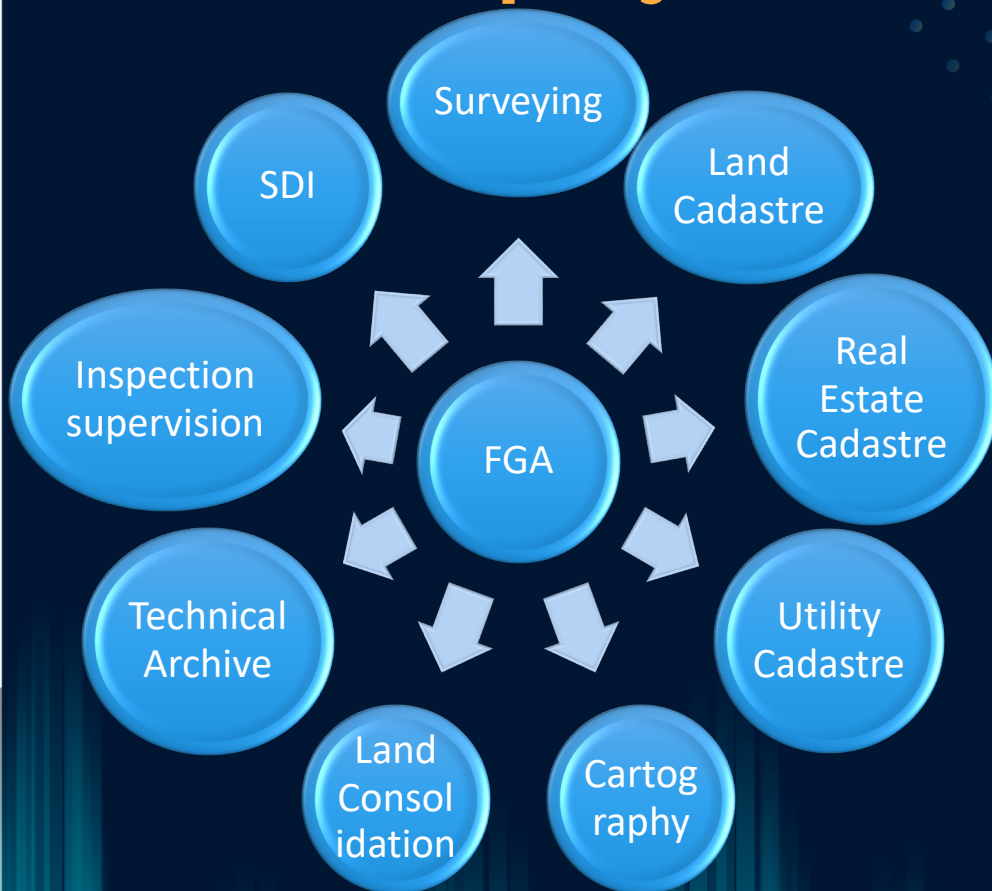 Surveying
Land
Cadastre
Real
Estate
Cadastre
Utility
Cadastre
Cartog
raphy
Land
Consol
idation
Technical
Archive
Inspection
supervision
SDI
FGA